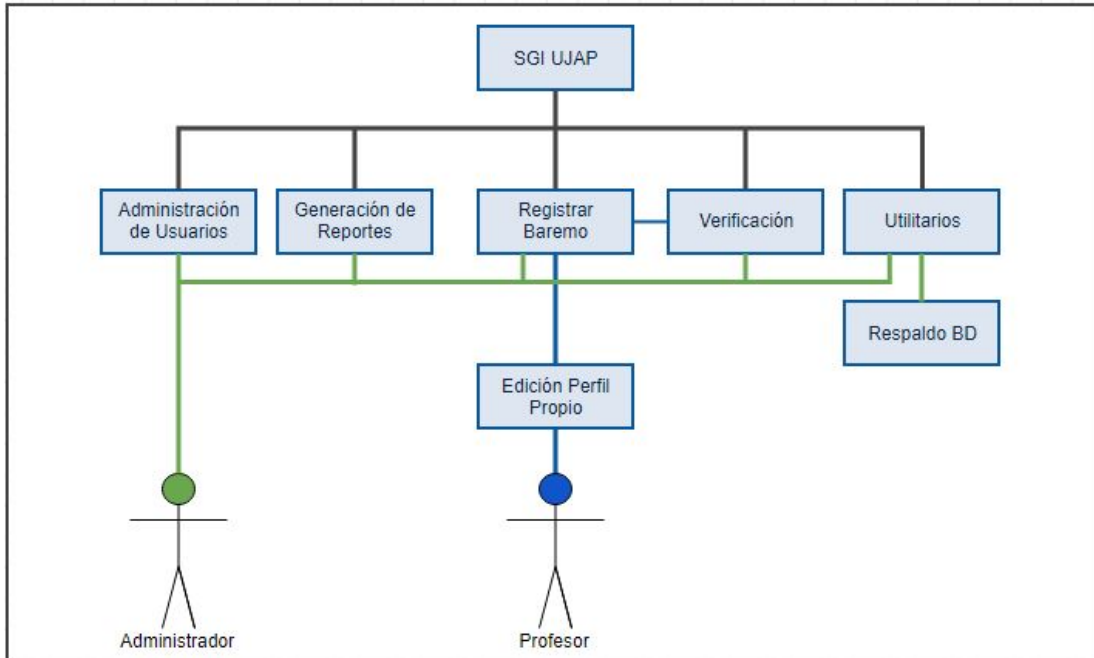 SGI UJAP
Administración
de Usuarios
Generación de
Reportes
Registrar
Baremo
Verificación
Utilitarios
Respaldo BD
Edición Perfil
Propio
Administrador
Profesor